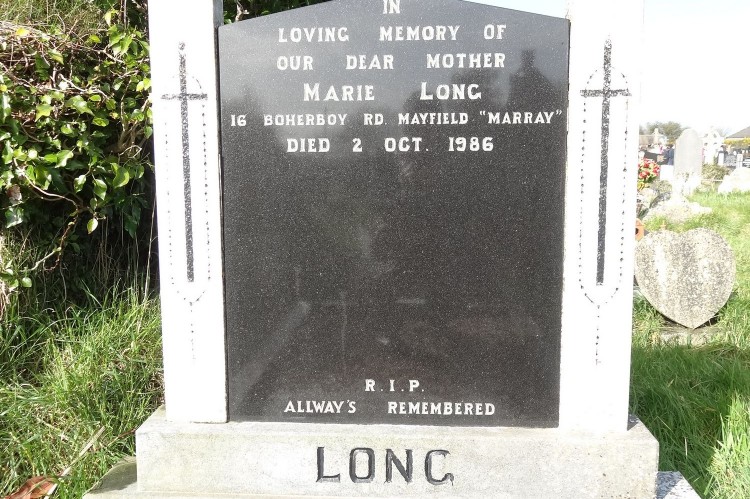 IN
LOVING MEMORY OF
OUR DEAR MOTHER
MARIE LONG
16 BOHERBOY RD. MAYFIELD "MARRAY"
DIED 2 OCT. 1986
R.I.P.
ALLWAY'S REMEMBERED
LONG